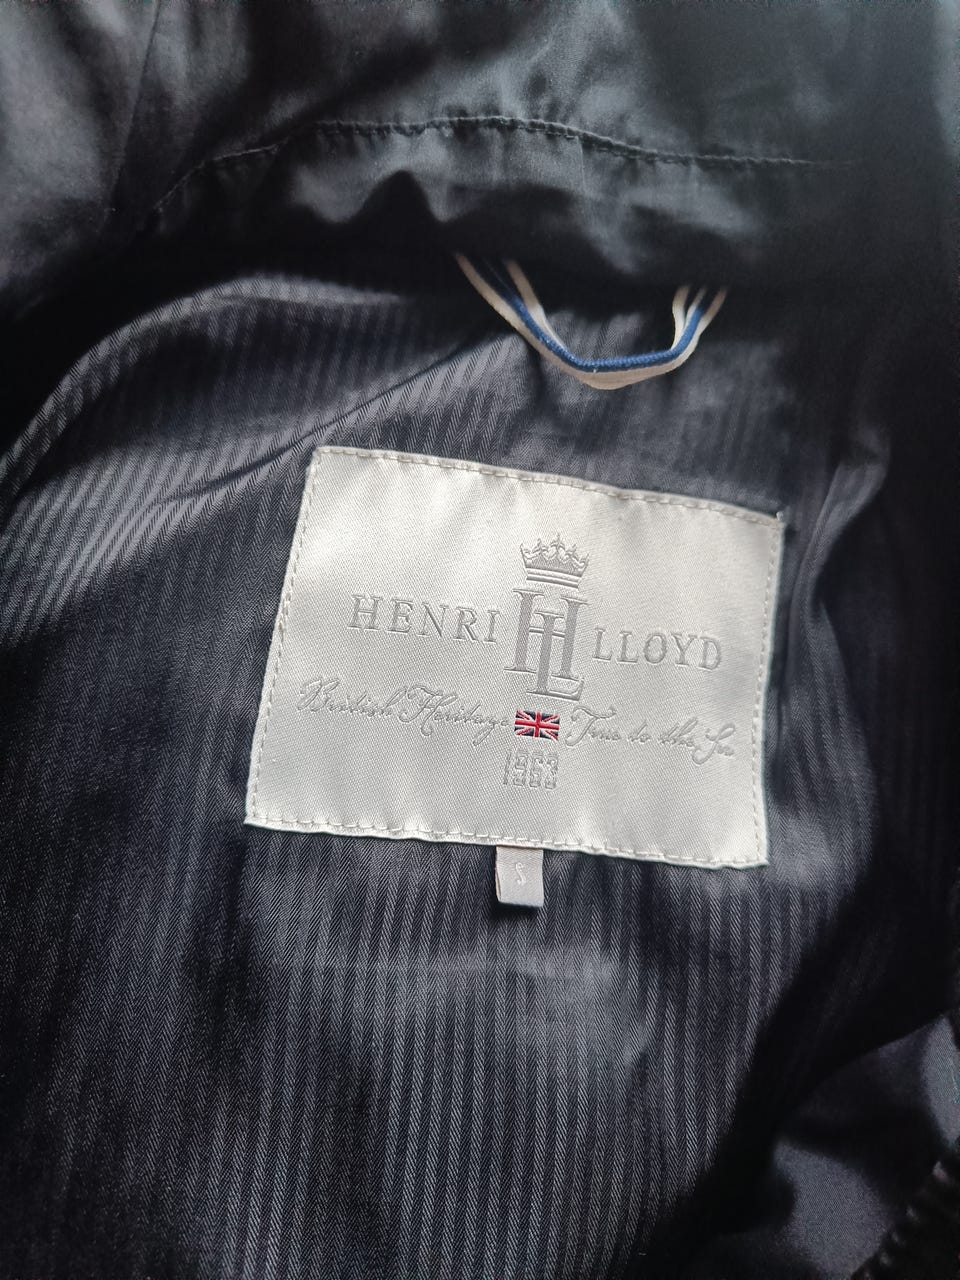 HENRI HL LLOYD
British Heritage True to the Sea
1963
S